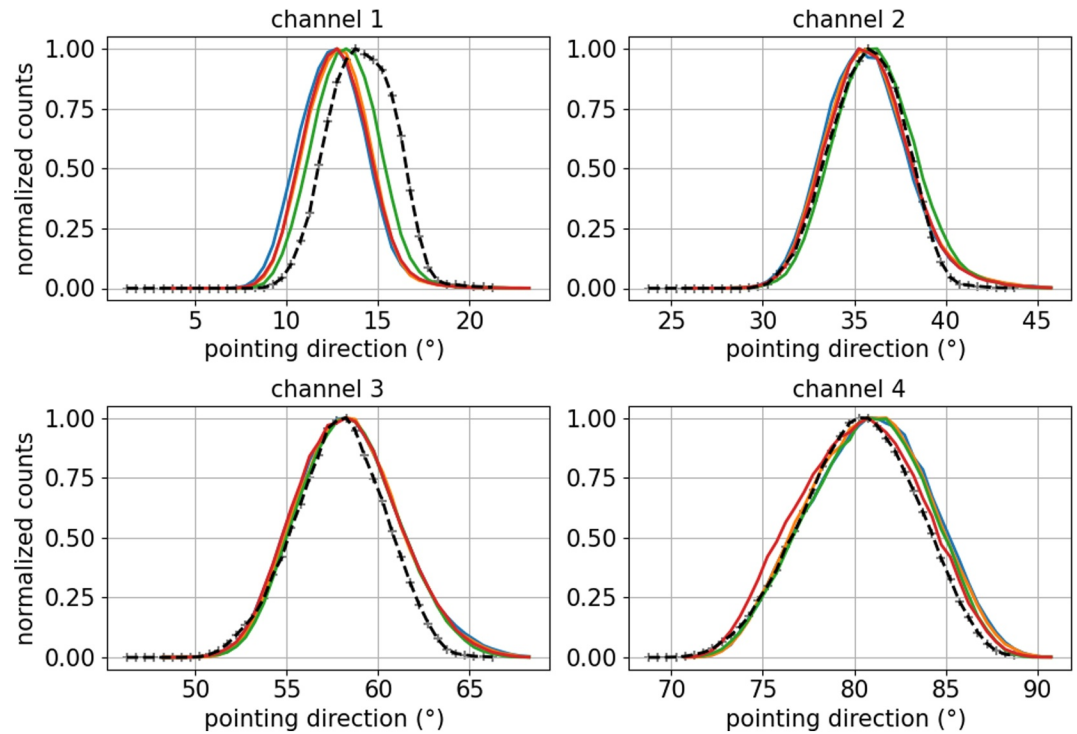 channel 1
channel 2
normalized counts
1.00
0.75
0.50
0.25
0.00
5 10 15 20
pointing direction (°)
1.00
0.75
0.50
0.25
0.00
25 30 35 40 45
pointing direction (°)
channel 3
channel 4
normalized counts
1.00
0.75
0.50
0.25
0.00
50 55 60 65
pointing direction (°)
1.00
0.75
0.50
0.25
0.00
70 75 80 85 90
pointing direction (°)